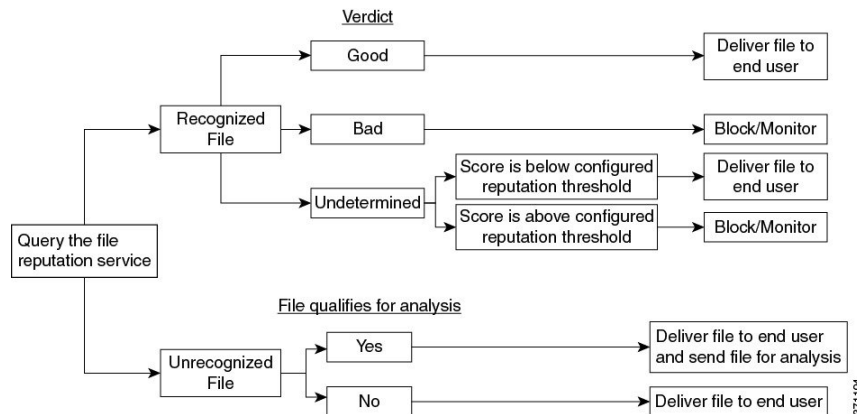 Verdict
Good
Deliver file to
end user
Recognized
File
Bad
Block/Monitor
Undetermined
Score is below configured
reputation threshold
Deliver file to
end user
Score is above configured
reputation threshold
Block/Monitor
Query the file
reputation service
File qualifies for analysis
Unrecognized
File
Yes
Deliver file to end user
and send file for analysis
No
Deliver file to end user